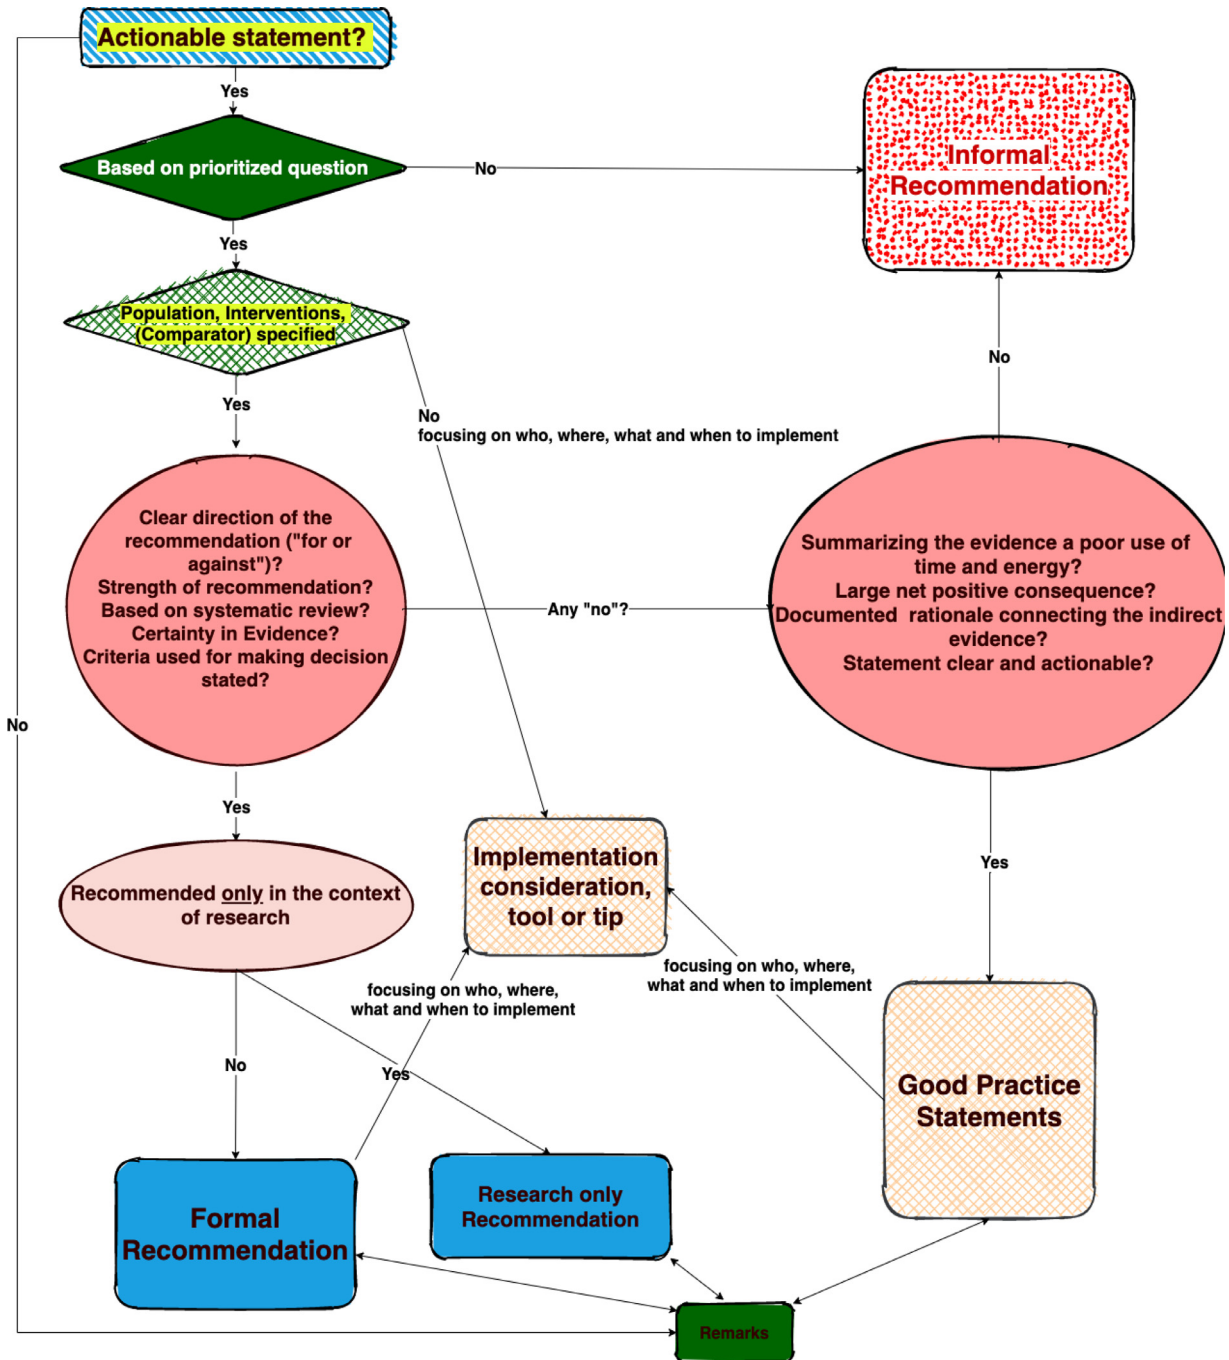 Actionable statement?
Yes
Based on prioritized question
No
Informal
Recommendation
Yes
Population, Interventions,
(Comparator) specified
Yes
No
focusing on who, where, what and when to implement
No
Clear direction of the
recommendation ("for or
against")?
Strength of recommendation?
Based on systematic review?
Certainty in Evidence?
Criteria used for making decision
stated?
Any "no"?
Summarizing the evidence a poor use of
time and energy?
Large net positive consequence?
Documented rationale connecting the indirect
evidence?
Statement clear and actionable?
No
Yes
Yes
Recommended only in the context
of research
Implementation
consideration,
tool or tip
focusing on who, where,
what and when to implement
focusing on who, where,
what and when to implement
No
Yes
Good Practice
Statements
Formal
Recommendation
Research only
Recommendation
Remarks